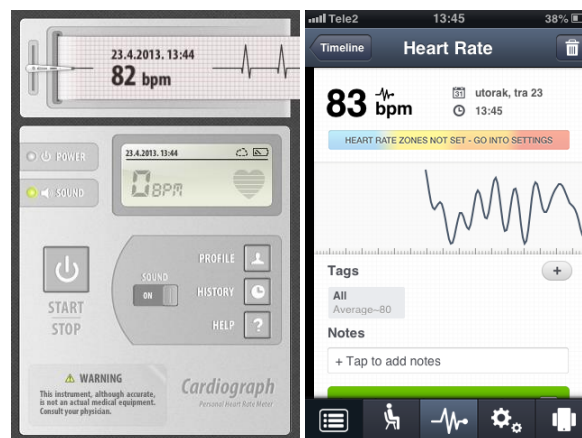 23.4.2013. 13:44
82 bpm
POWER
SOUND
23.4.2013. 13:44
0 BPM
START
STOP
SOUND
ON
PROFILE
HISTORY
HELP
?
WARNING
This instrument, although accurate,
is not an actual medical equipment.
Consult your physician.
Cardiograph
Personal Heart Rate Meter
Tele2 13:45 38%
Timeline Heart Rate
83 bpm
31 utorak, tra 23
13:45
HEART RATE ZONES NOT SET - GO INTO SETTINGS
Tags
+
All
Average~80
Notes
+ Tap to add notes